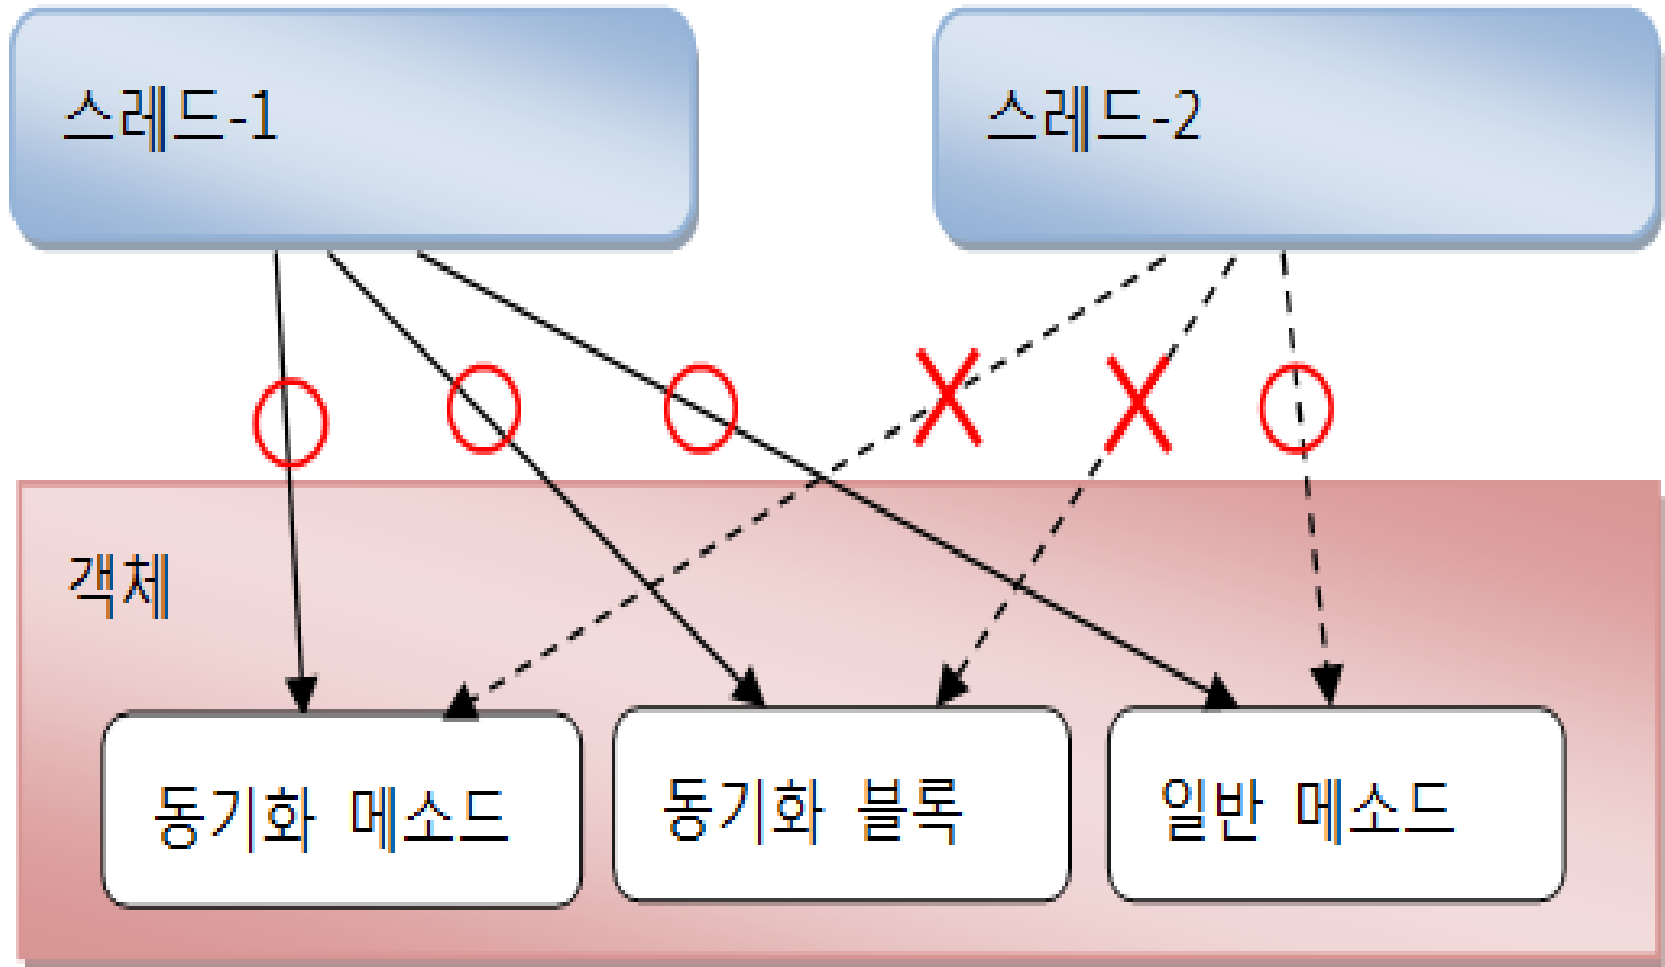 스레드-1
스레드-2
객체
동기화 메소드
동기화 블록
일반 메소드